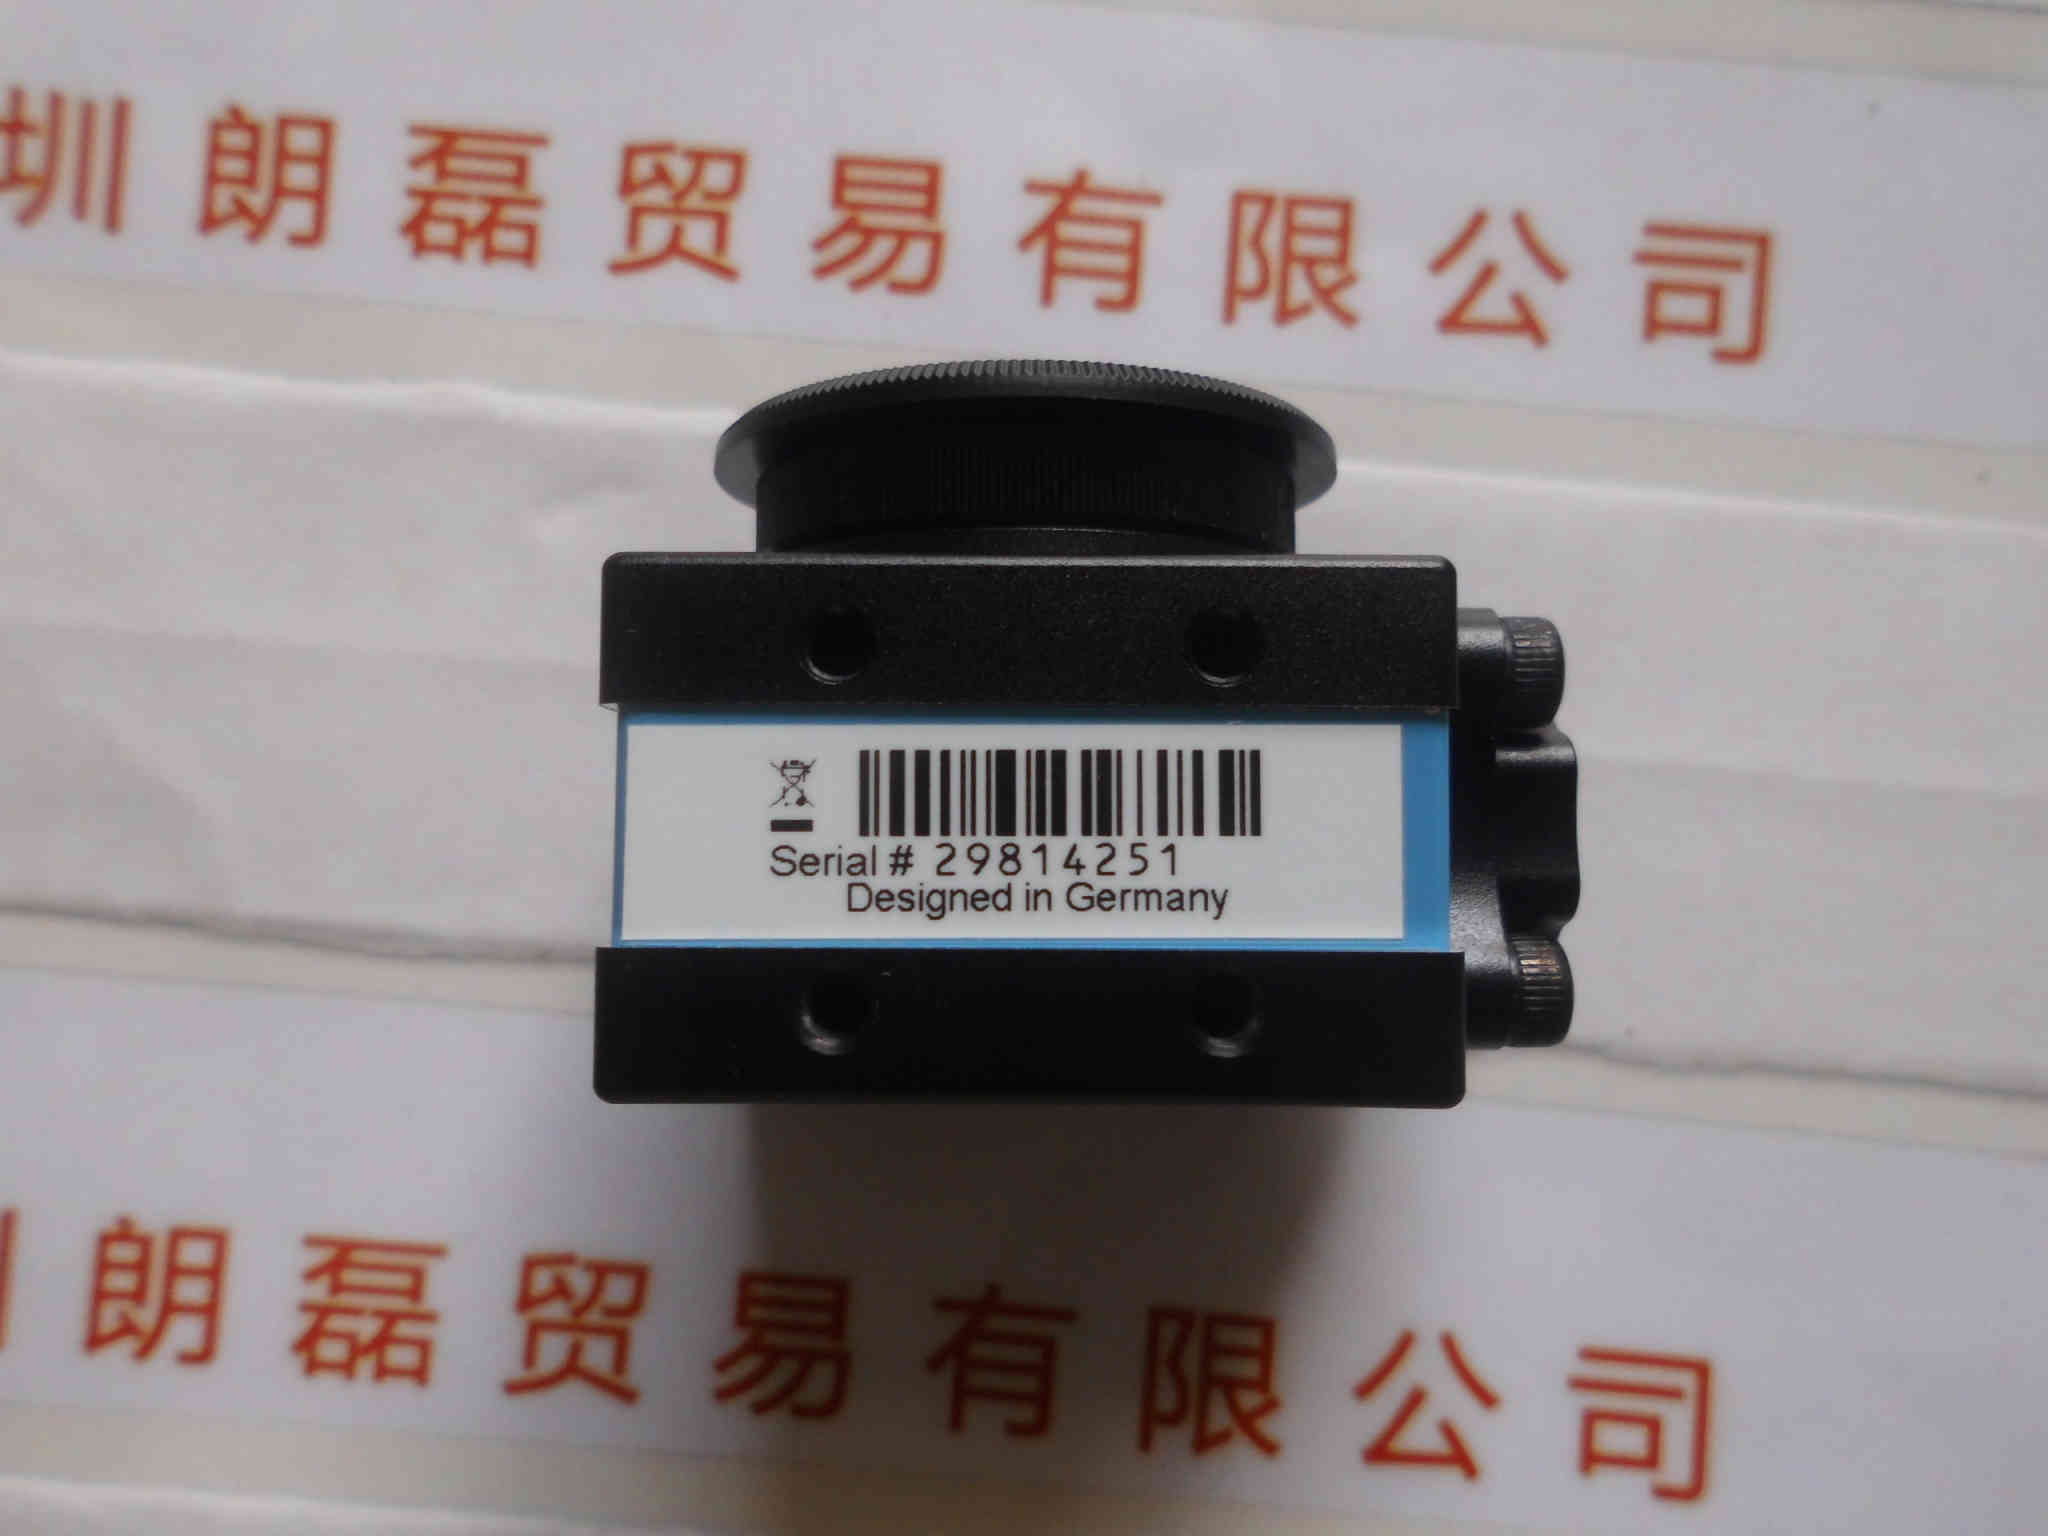 圳朗磊贸易有限公司
Serial # 29814251
Designed in Germany
朗磊贸易有限公司